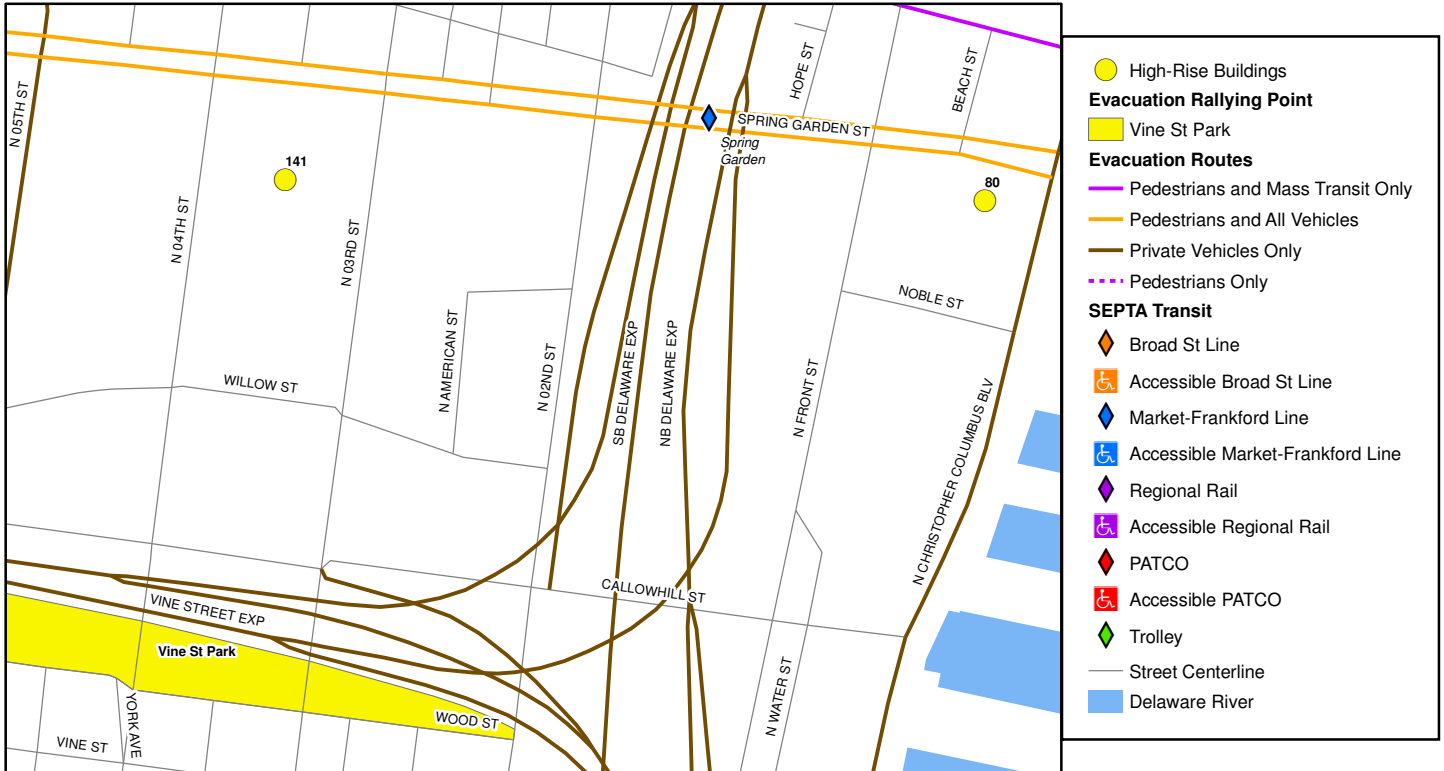 HOPE ST
BEACH ST
N 05TH ST
SPRING GARDEN ST
Spring
Garden
141
80
N 04TH ST
N 03RD ST
NOBLE ST
N AMERICAN ST
N 02ND ST
SB DELAWARE EXP
NB DELAWARE EXP
N FRONT ST
WILLOW ST
N CHRISTOPHER COLUMBUS BLV
CALLOWHILL ST
VINE STREET EXP
Vine St Park
WOOD ST
N WATER ST
YORK AVE
VINE ST
High-Rise Buildings
Evacuation Rallying Point
Vine St Park
Evacuation Routes
Pedestrians and Mass Transit Only
Pedestrians and All Vehicles
Private Vehicles Only
Pedestrians Only
SEPTA Transit
Broad St Line
Accessible Broad St Line
Market-Frankford Line
Accessible Market-Frankford Line
Regional Rail
Accessible Regional Rail
PATCO
Accessible PATCO
Trolley
Street Centerline
Delaware River